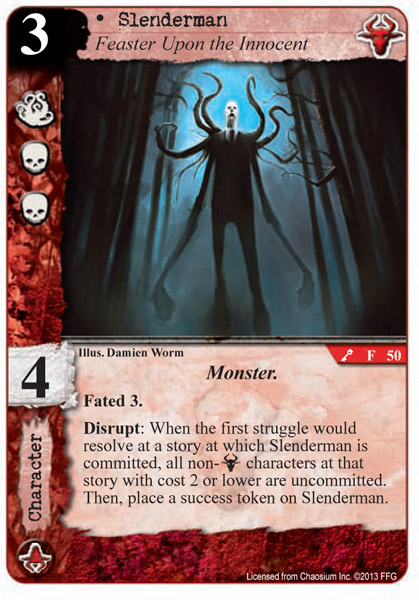 3
• Slenderman
Feaster Upon the Innocent
Illus. Damien Worm
F 50
4
Monster.
Fated 3.
Disrupt: When the first struggle would
resolve at a story at which Slenderman is
committed, all non- characters at that
story with cost 2 or lower are uncommitted.
Then, place a success token on Slenderman.
Character
Licensed from Chaosium Inc. ©2013 FFG